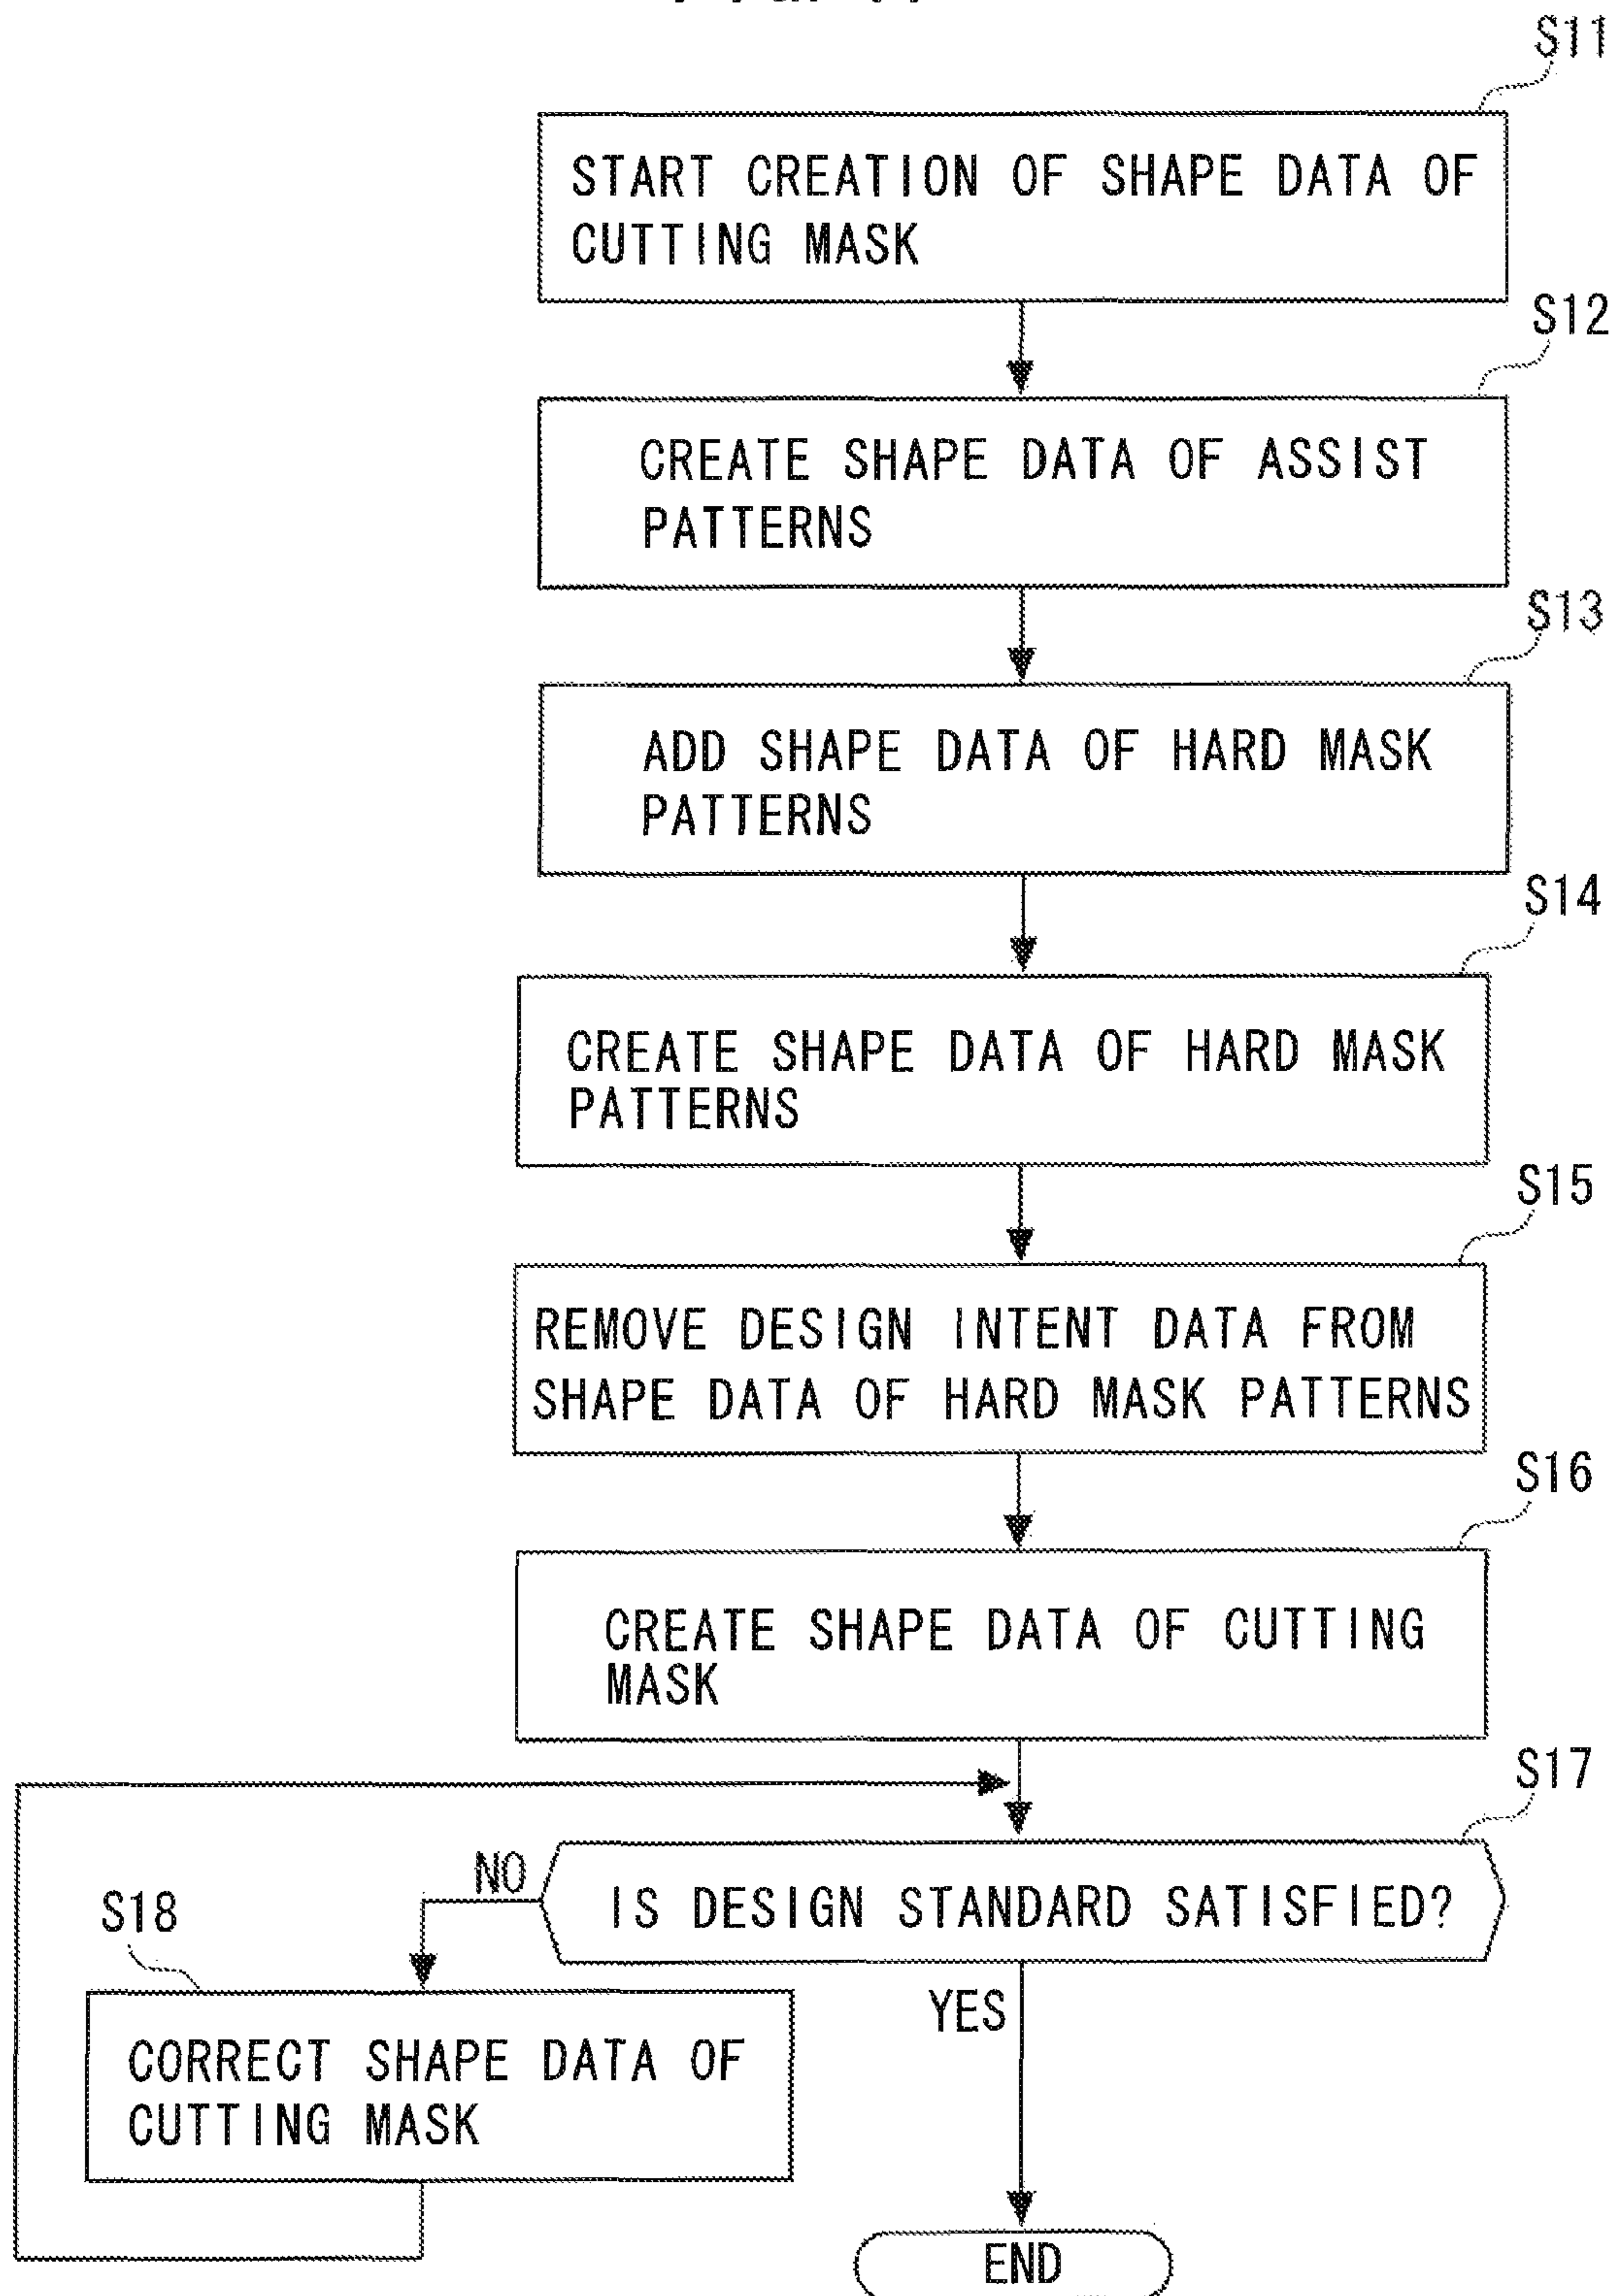 S11
START CREATION OF SHAPE DATA OF
CUTTING MASK
S12
CREATE SHAPE DATA OF ASSIST
PATTERNS
S13
ADD SHAPE DATA OF HARD MASK
PATTERNS
S14
CREATE SHAPE DATA OF HARD MASK
PATTERNS
S15
REMOVE DESIGN INTENT DATA FROM
SHAPE DATA OF HARD MASK PATTERNS
S16
CREATE SHAPE DATA OF CUTTING
MASK
S17
IS DESIGN STANDARD SATISFIED?
NO
S18
CORRECT SHAPE DATA OF
CUTTING MASK
YES
END